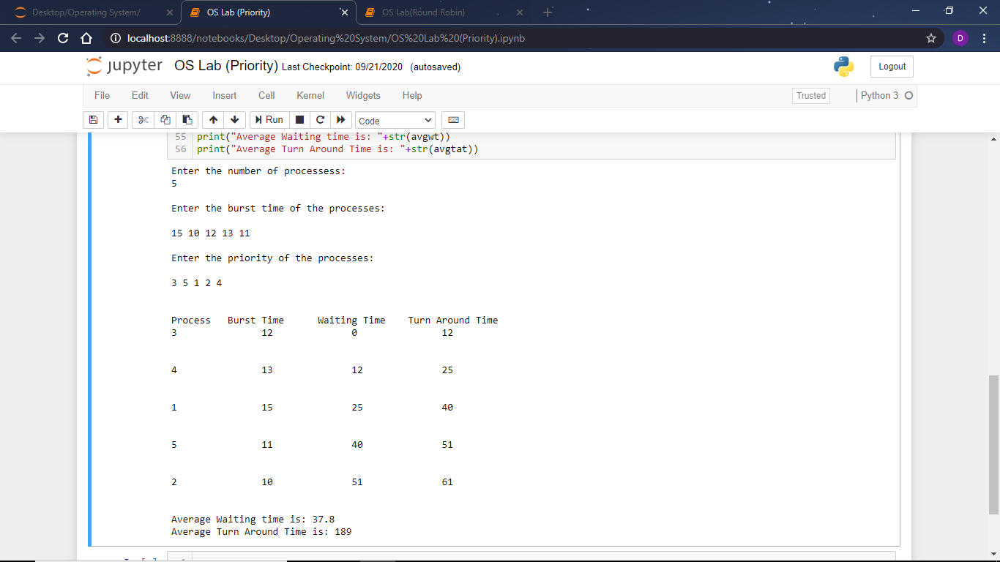 Desktop/Operating System/ OS Lab (Priority) OS Lab(Round Robin)
localhost:8888/notebooks/Desktop/Operating%20System/OS%20Lab%20(Priority).ipynb D
jupyter OS Lab (Priority) Last Checkpoint: 09/21/2020 (autosaved) Logout
File Edit View Insert Cell Kernel Widgets Help Trusted Python 3
Run Code
55 print("Average Waiting time is: "+str(avgwt))
56 print("Average Turn Around Time is: "+str(avgtat))
Enter the number of processess:
5
Enter the burst time of the processes:
15 10 12 13 11
Enter the priority of the processes:
3 5 1 2 4
Process Burst Time Waiting Time Turn Around Time
3 12 0 12
4 13 12 25
1 15 25 40
5 11 40 51
2 10 51 61
Average Waiting time is: 37.8
Average Turn Around Time is: 189